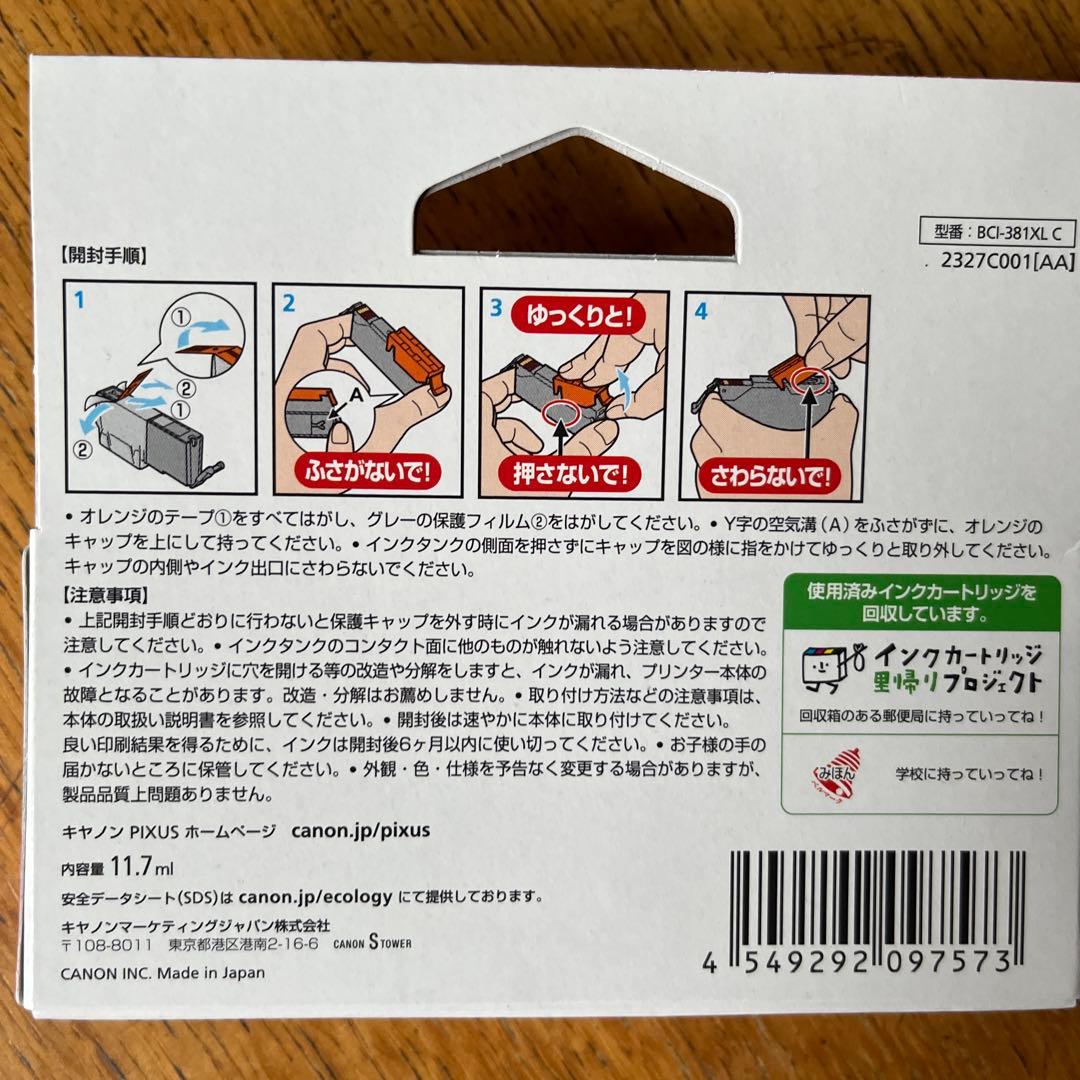 型番：BCI-381XL C
2327C001[AA]
【開封手順】
1
①
②
①
②
2
A
ふさがないで！
3
ゆっくりと！
押さないで！
4
さわらないで！
• オレンジのテープ①をすべてはがし、グレーの保護フィルム②をはがしてください。• Y字の空気溝（A）をふさがずに、オレンジの
キャップを上にして持ってください。• インクタンクの側面を押さずにキャップを図の様に指をかけてゆっくりと取り外してください。
キャップの内側やインク出口にさわらないでください。
【注意事項】
• 上記開封手順どおりに行わないと保護キャップを外す時にインクが漏れる場合がありますので
注意してください。• インクタンクのコンタクト面に他のものが触れないよう注意してください。
• インクカートリッジに穴を開ける等の改造や分解をしますと、インクが漏れ、プリンター本体の
故障となることがあります。改造・分解はお薦めしません。• 取り付け方法などの注意事項は、
本体の取扱い説明書を参照してください。• 開封後は速やかに本体に取り付けてください。
良い印刷結果を得るために、インクは開封後6ヶ月以内に使い切ってください。• お子様の手の
届かないところに保管してください。• 外観・色・仕様を予告なく変更する場合がありますが、
製品品質上問題ありません。
使用済みインクカートリッジを
回収しています。
インクカートリッジ
里帰りプロジェクト
回収箱のある郵便局に持っていってね！
みほん
ベルマーク
学校に持っていってね！
キヤノン PIXUS ホームページ canon.jp/pixus
内容量 11.7ml
安全データシート(SDS)は canon.jp/ecology にて提供しております。
キヤノンマーケティングジャパン株式会社
〒108-8011 東京都港区港南2-16-6 CANON S TOWER
CANON INC. Made in Japan
4 549292 097573